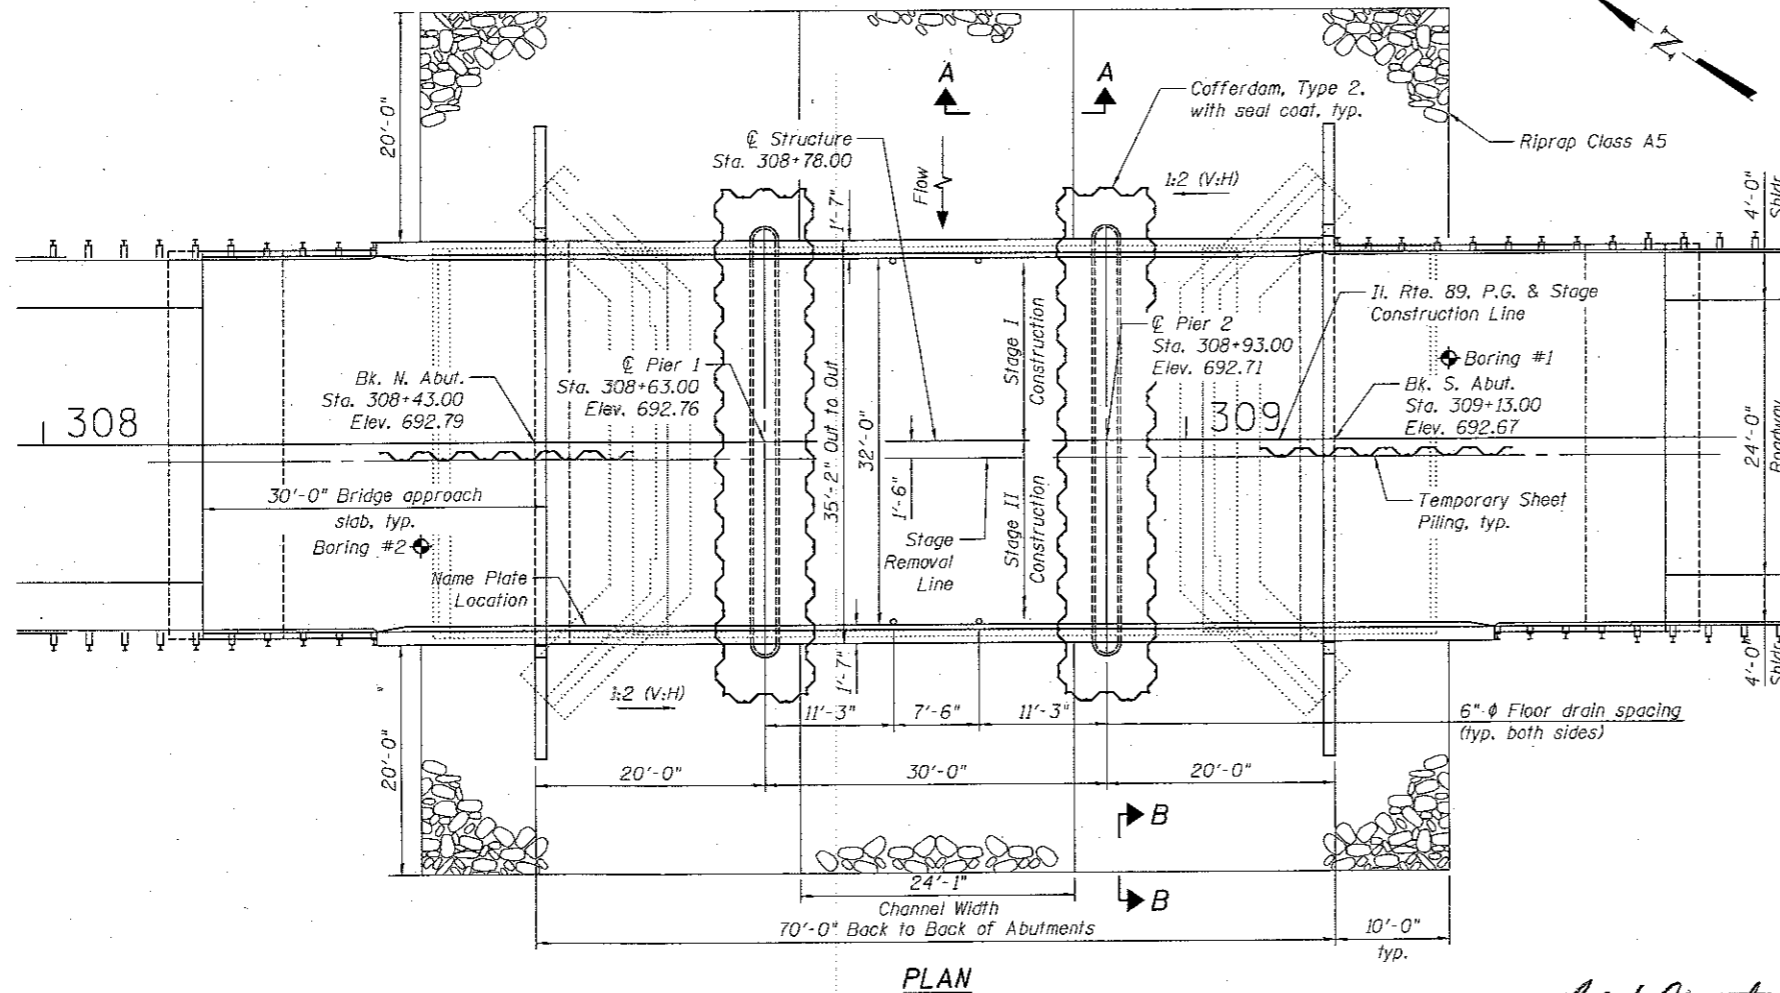 N
20'-0"
A
A
Cofferdam, Type 2,
with seal coat, typ.
℄ Structure
Sta. 308+78.00
Riprap Class A5
Flow
1:2 (V:H)
1'-7"
4'-0"
Shldr.
Il. Rte. 89, P.G. & Stage
Construction Line
Stage I
Construction
℄ Pier 2
Sta. 308+93.00
Elev. 692.71
Boring #1
℄ Pier 1
Sta. 308+63.00
Elev. 692.76
Bk. N. Abut.
Sta. 308+43.00
Elev. 692.79
Bk. S. Abut.
Sta. 309+13.00
Elev. 692.67
308
309
35'-2" Out to Out
32'-0"
24'-0"
Roadway
30'-0" Bridge approach
slab, typ.
Boring #2
1'-6"
Stage
Removal
Line
Stage II
Construction
Temporary Sheet
Piling, typ.
Name Plate
Location
1:2 (V:H)
1'-7"
4'-0"
Shldr.
11'-3"
7'-6"
11'-3"
6"-ϕ Floor drain spacing
(typ. both sides)
20'-0"
20'-0"
30'-0"
20'-0"
B
B
24'-1"
Channel Width
70'-0" Back to Back of Abutments
10'-0"
typ.
PLAN